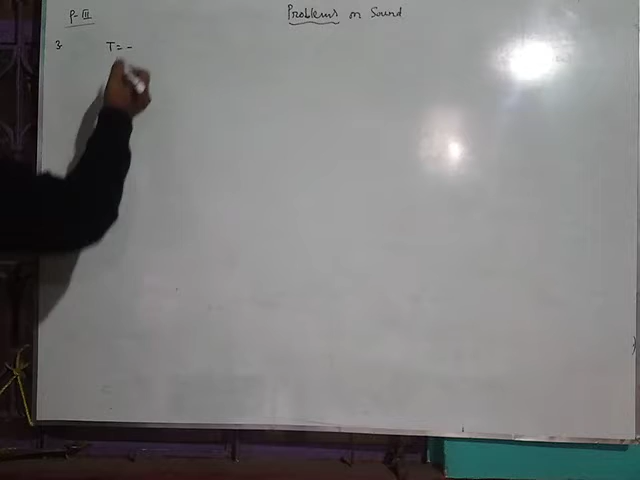 P-III
Problems on Sound
3. T = -